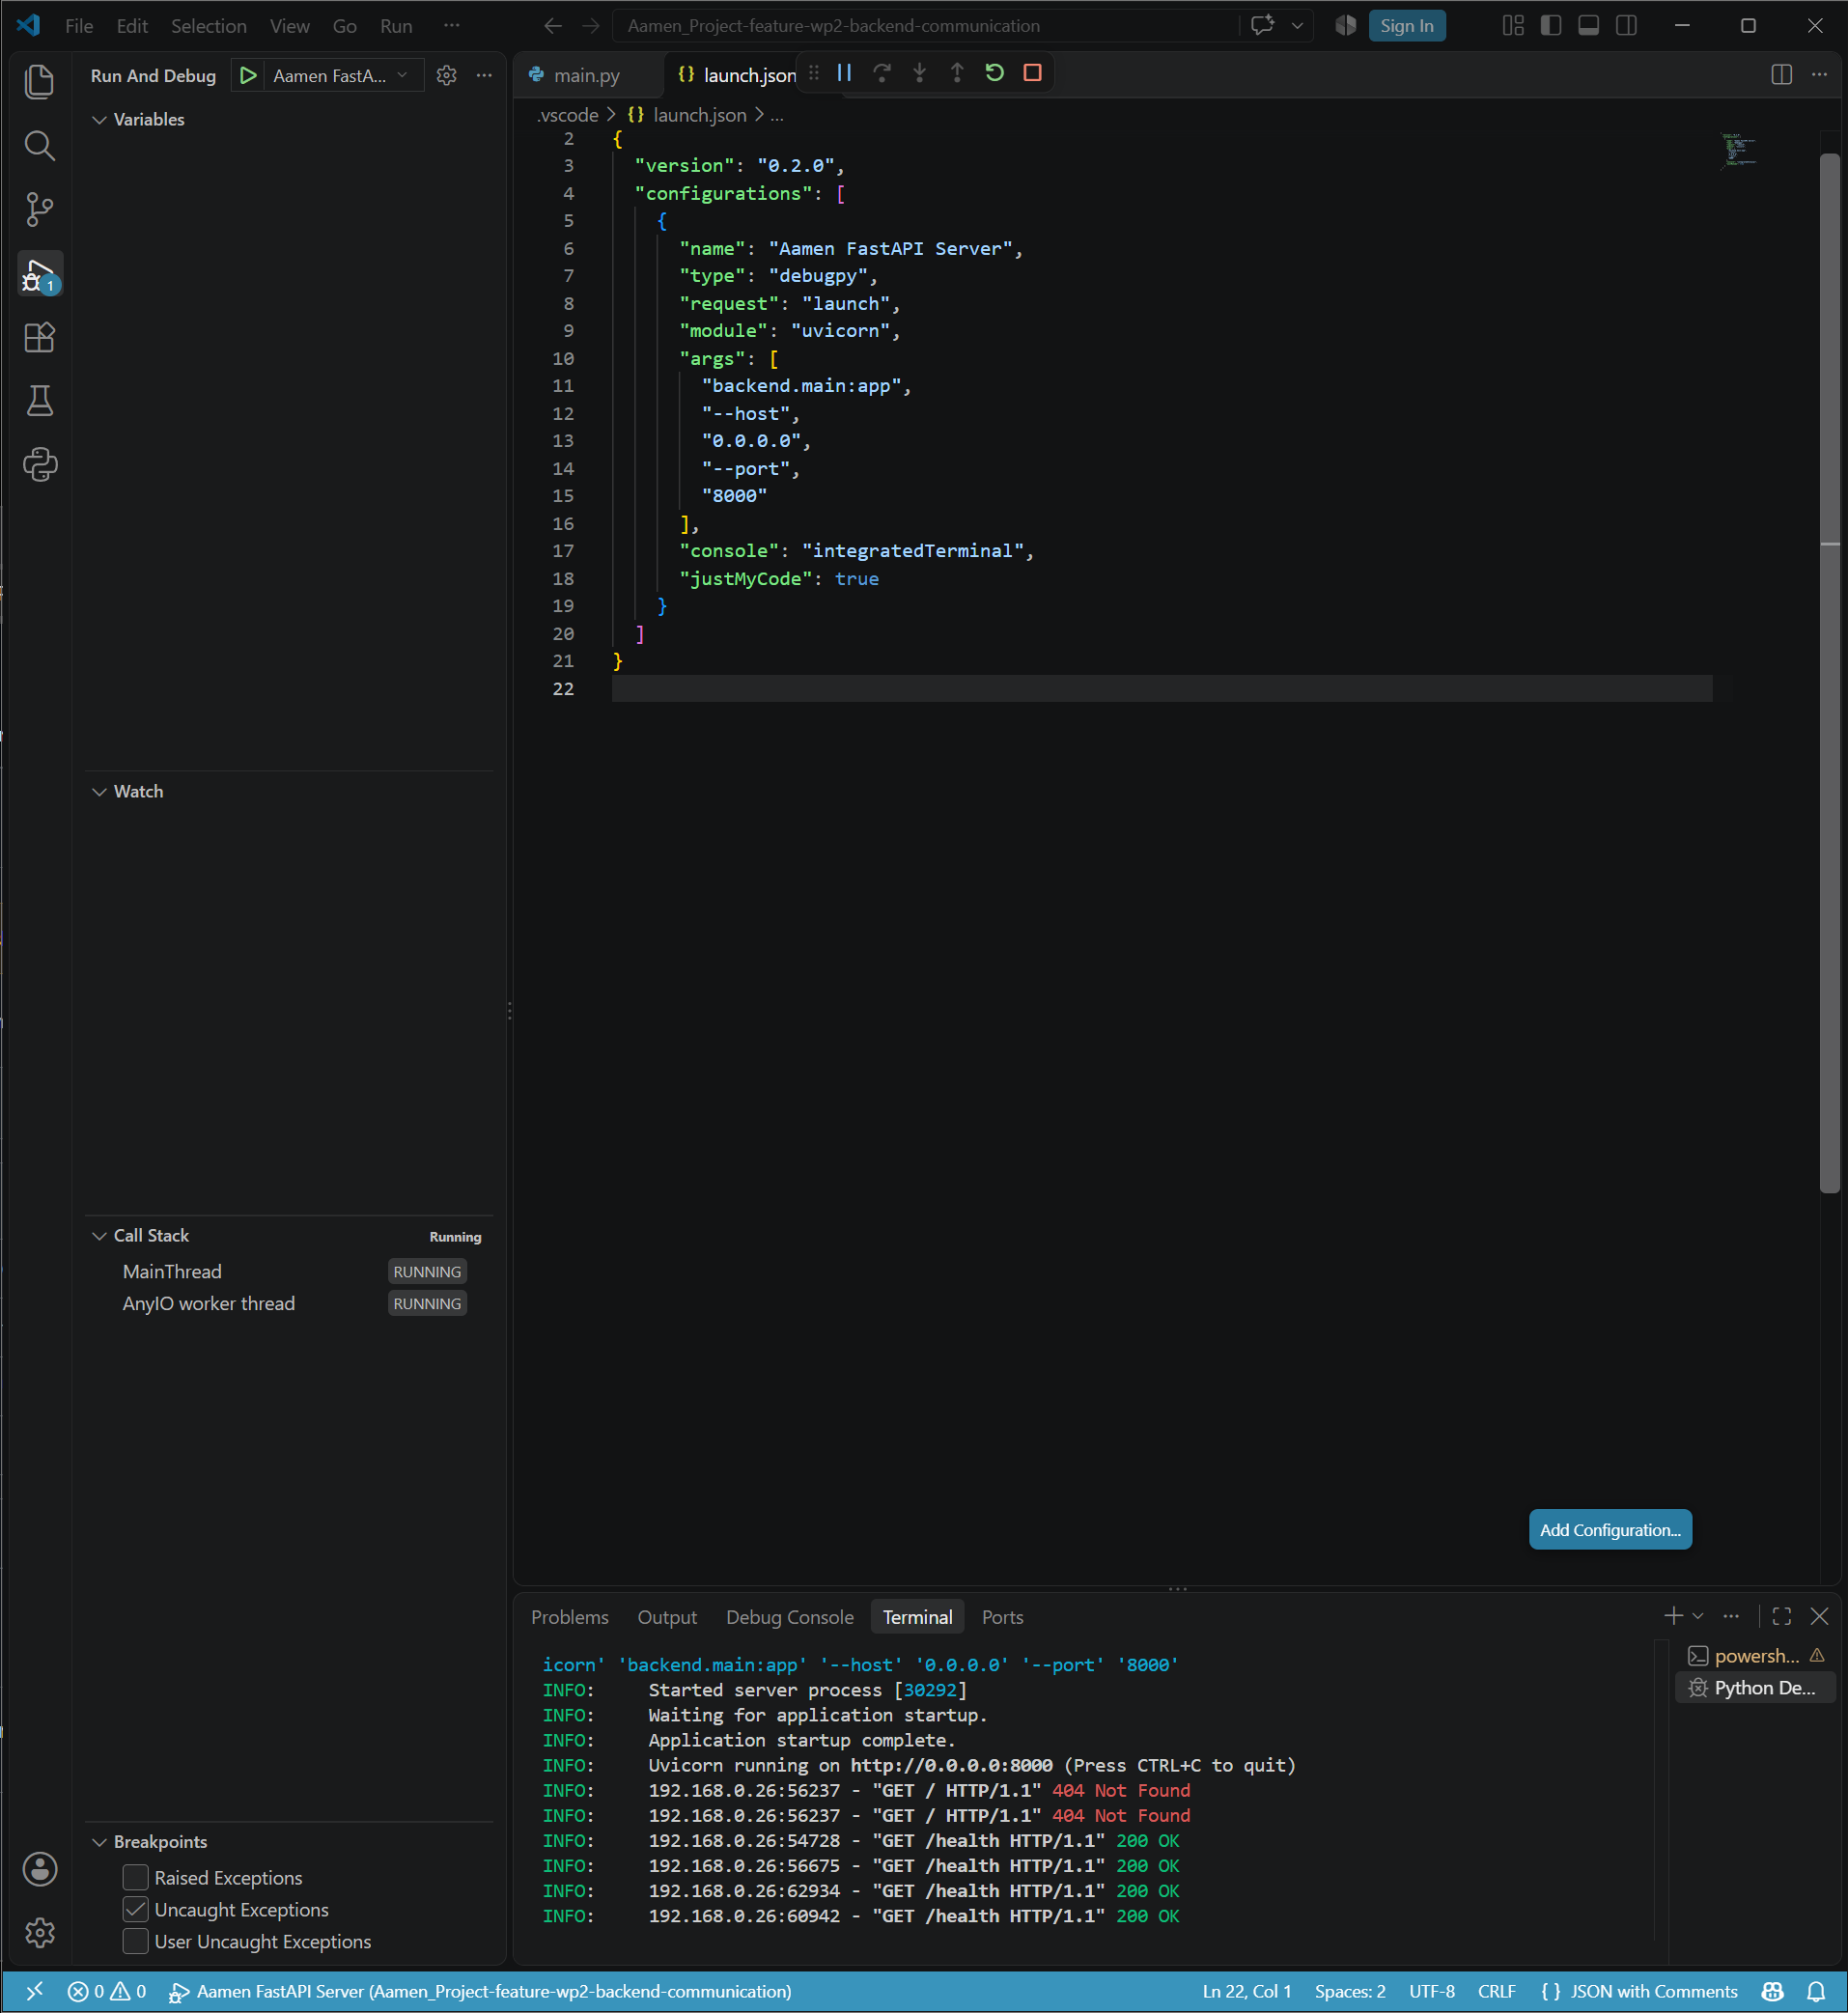 File Edit Selection View Go Run ···
Aamen_Project-feature-wp2-backend-communication
Sign In
Run And Debug
Aamen FastA...
Variables
Watch
Call Stack
Running
MainThread
RUNNING
AnyIO worker thread
RUNNING
Breakpoints
Raised Exceptions
Uncaught Exceptions
User Uncaught Exceptions
1
main.py
{} launch.json
.vscode > {} launch.json > ...
2 {
3 "version": "0.2.0",
4 "configurations": [
5 {
6 "name": "Aamen FastAPI Server",
7 "type": "debugpy",
8 "request": "launch",
9 "module": "uvicorn",
10 "args": [
11 "backend.main:app",
12 "--host",
13 "0.0.0.0",
14 "--port",
15 "8000"
16 ],
17 "console": "integratedTerminal",
18 "justMyCode": true
19 }
20 ]
21 }
22
Add Configuration...
Problems Output Debug Console Terminal Ports
icorn' 'backend.main:app' '--host' '0.0.0.0' '--port' '8000'
INFO: Started server process [30292]
INFO: Waiting for application startup.
INFO: Application startup complete.
INFO: Uvicorn running on http://0.0.0.0:8000 (Press CTRL+C to quit)
INFO: 192.168.0.26:56237 - "GET / HTTP/1.1" 404 Not Found
INFO: 192.168.0.26:56237 - "GET / HTTP/1.1" 404 Not Found
INFO: 192.168.0.26:54728 - "GET /health HTTP/1.1" 200 OK
INFO: 192.168.0.26:56675 - "GET /health HTTP/1.1" 200 OK
INFO: 192.168.0.26:62934 - "GET /health HTTP/1.1" 200 OK
INFO: 192.168.0.26:60942 - "GET /health HTTP/1.1" 200 OK
powersh...
Python De...
0 0 Aamen FastAPI Server (Aamen_Project-feature-wp2-backend-communication)
Ln 22, Col 1 Spaces: 2 UTF-8 CRLF {} JSON with Comments